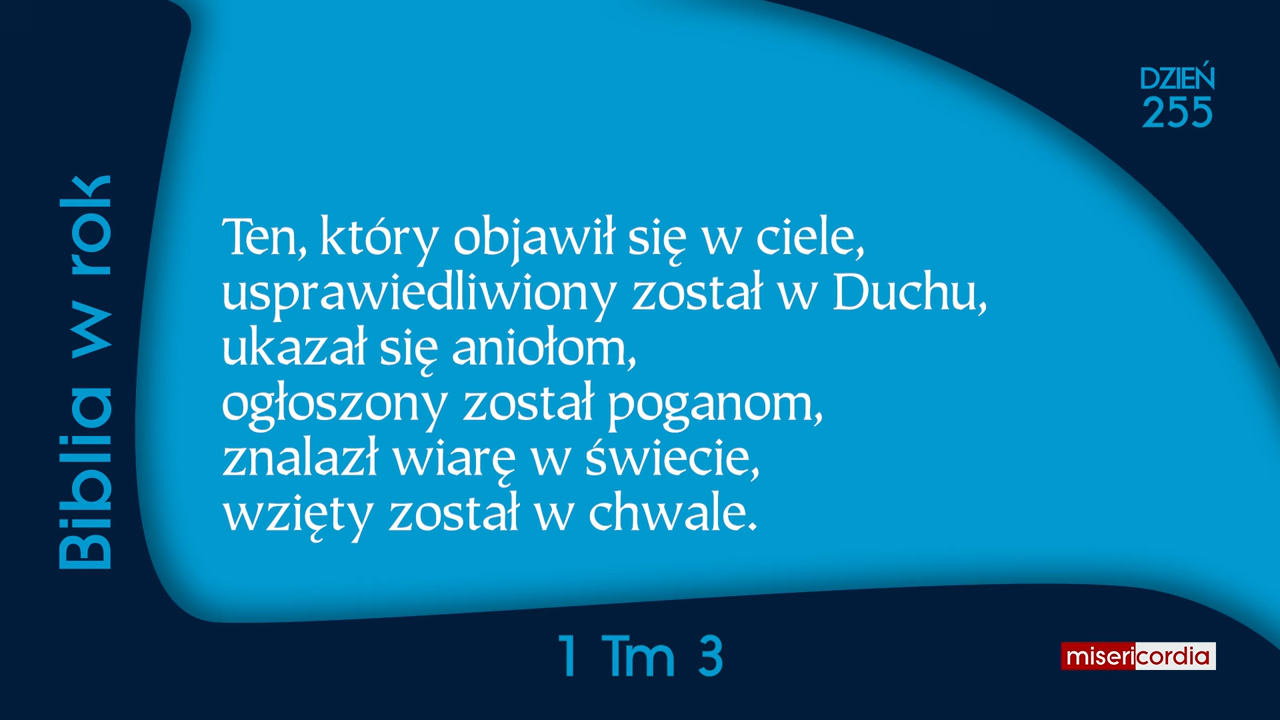 DZIEŃ
255
Biblia w rok
Ten, który objawił się w ciele,
usprawiedliwiony został w Duchu,
ukazał się aniołom,
ogłoszony został poganom,
znalazł wiarę w świecie,
wzięty został w chwale.
1 Tm 3
misericordia